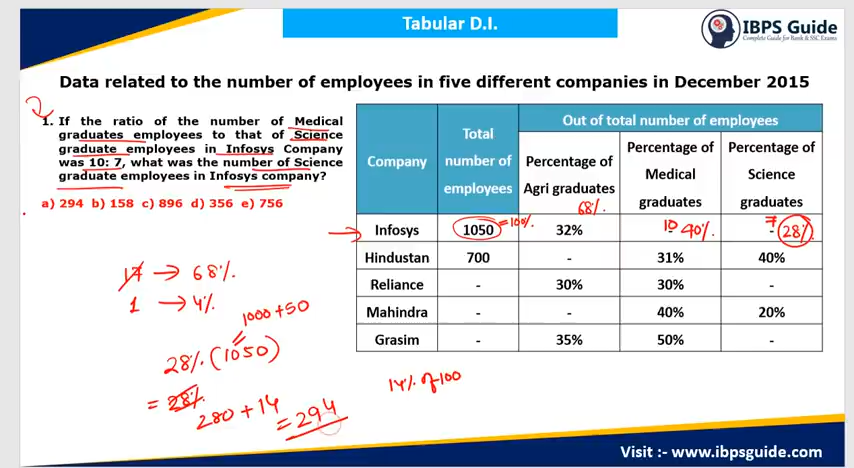 Tabular D.I.
IBPS Guide
Complete Guide for Bank & SSC Exams
Data related to the number of employees in five different companies in December 2015
1. If the ratio of the number of Medical
graduates employees to that of Science
graduate employees in Infosys Company
was 10: 7, what was the number of Science
graduate employees in Infosys company?
a) 294 b) 158 c) 896 d) 356 e) 756
Company
Total number of employees
Out of total number of employees
Percentage of Agri graduates
68%
Percentage of Medical graduates
Percentage of Science graduates
Infosys 1050 =100% 32% - 10 40% - 7 28%
Hindustan 700 - 31% 40%
Reliance - 30% 30% -
Mahindra - - 40% 20%
Grasim - 35% 50% -
17 → 68%
1 → 4%
1000+50
28% (1050)
= 28%
280 + 14
= 294
14% of 100
Visit :- www.ibpsguide.com